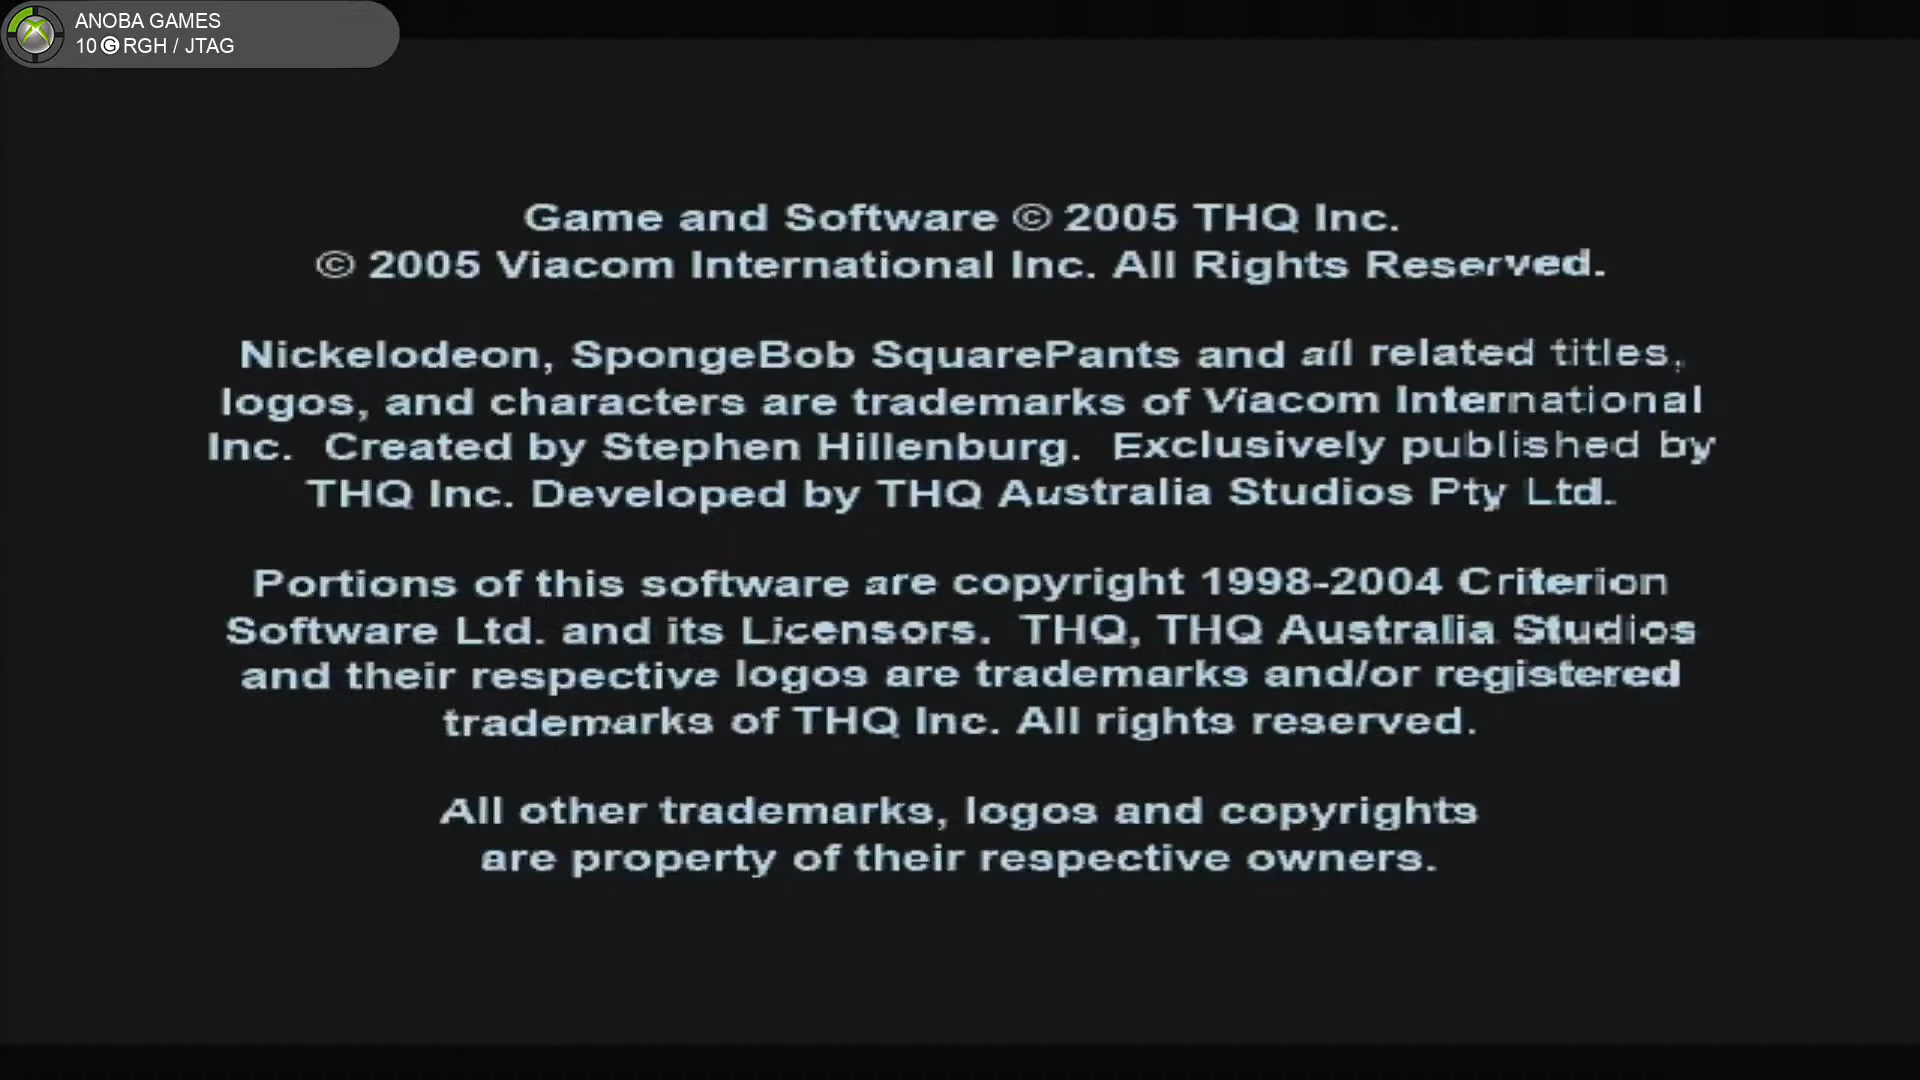 ANOBA GAMES
10 G RGH / JTAG
Game and Software © 2005 THQ Inc.
© 2005 Viacom International Inc. All Rights Reserved.
Nickelodeon, SpongeBob SquarePants and all related titles,
logos, and characters are trademarks of Viacom International
Inc.  Created by Stephen Hillenburg.  Exclusively published by
THQ Inc. Developed by THQ Australia Studios Pty Ltd.
Portions of this software are copyright 1998-2004 Criterion
Software Ltd. and its Licensors.  THQ, THQ Australia Studios
and their respective logos are trademarks and/or registered
trademarks of THQ Inc. All rights reserved.
All other trademarks, logos and copyrights
are property of their respective owners.